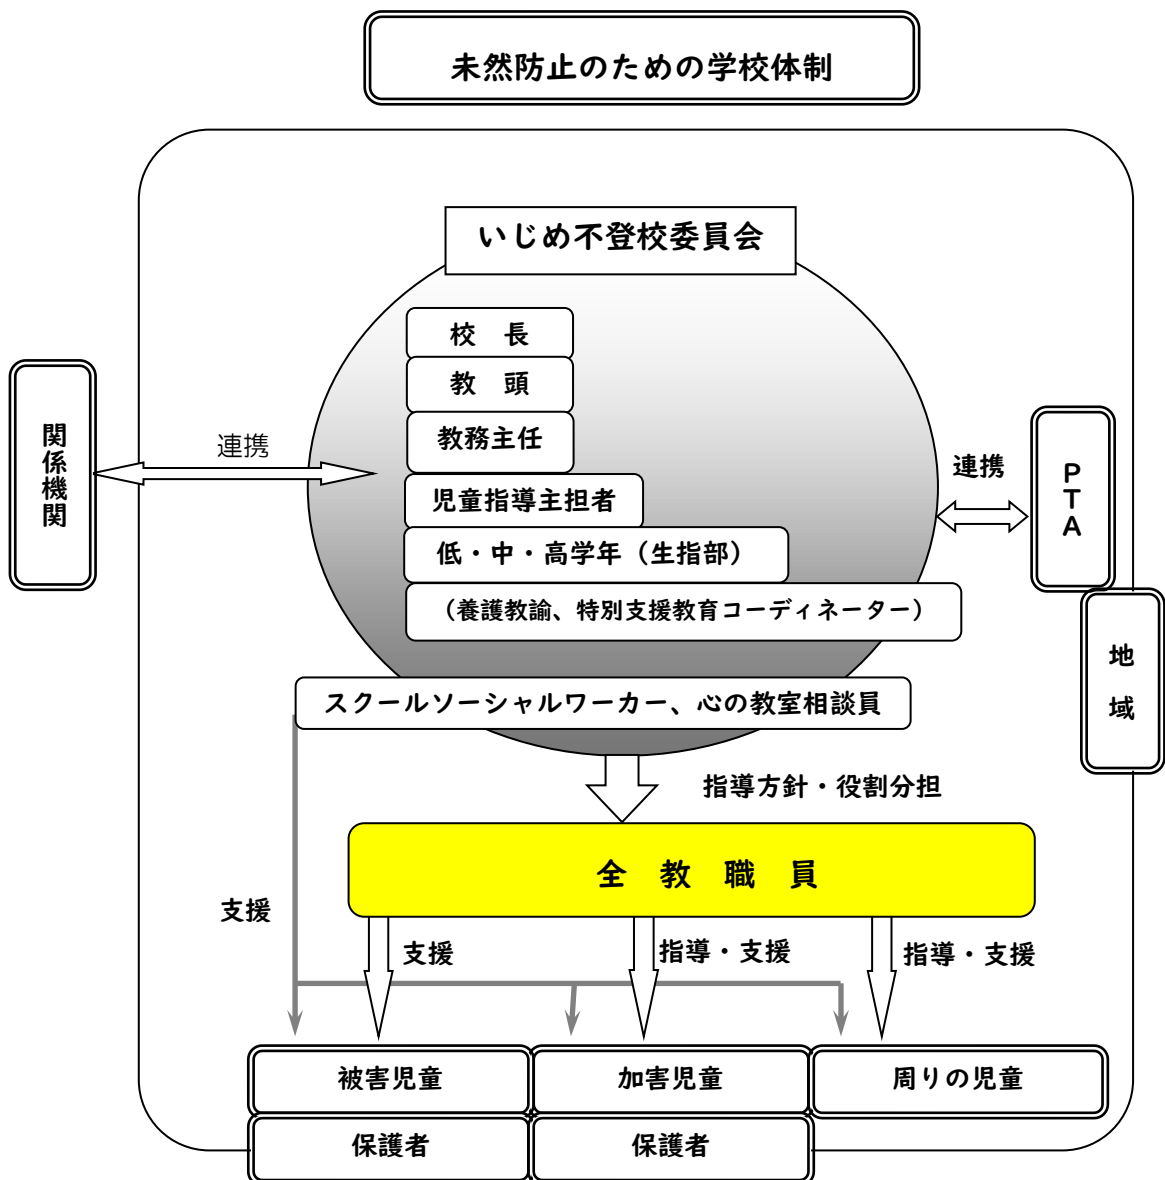 未然防止のための学校体制
いじめ不登校委員会
校　長
教　頭
教務主任
児童指導主担者
低・中・高学年（生指部）
（養護教諭、特別支援教育コーディネーター）
スクールソーシャルワーカー、心の教室相談員
関係機関
連携
連携
PTA
地域
指導方針・役割分担
全　教　職　員
支援
支援
指導・支援
指導・支援
被害児童
加害児童
周りの児童
保護者
保護者